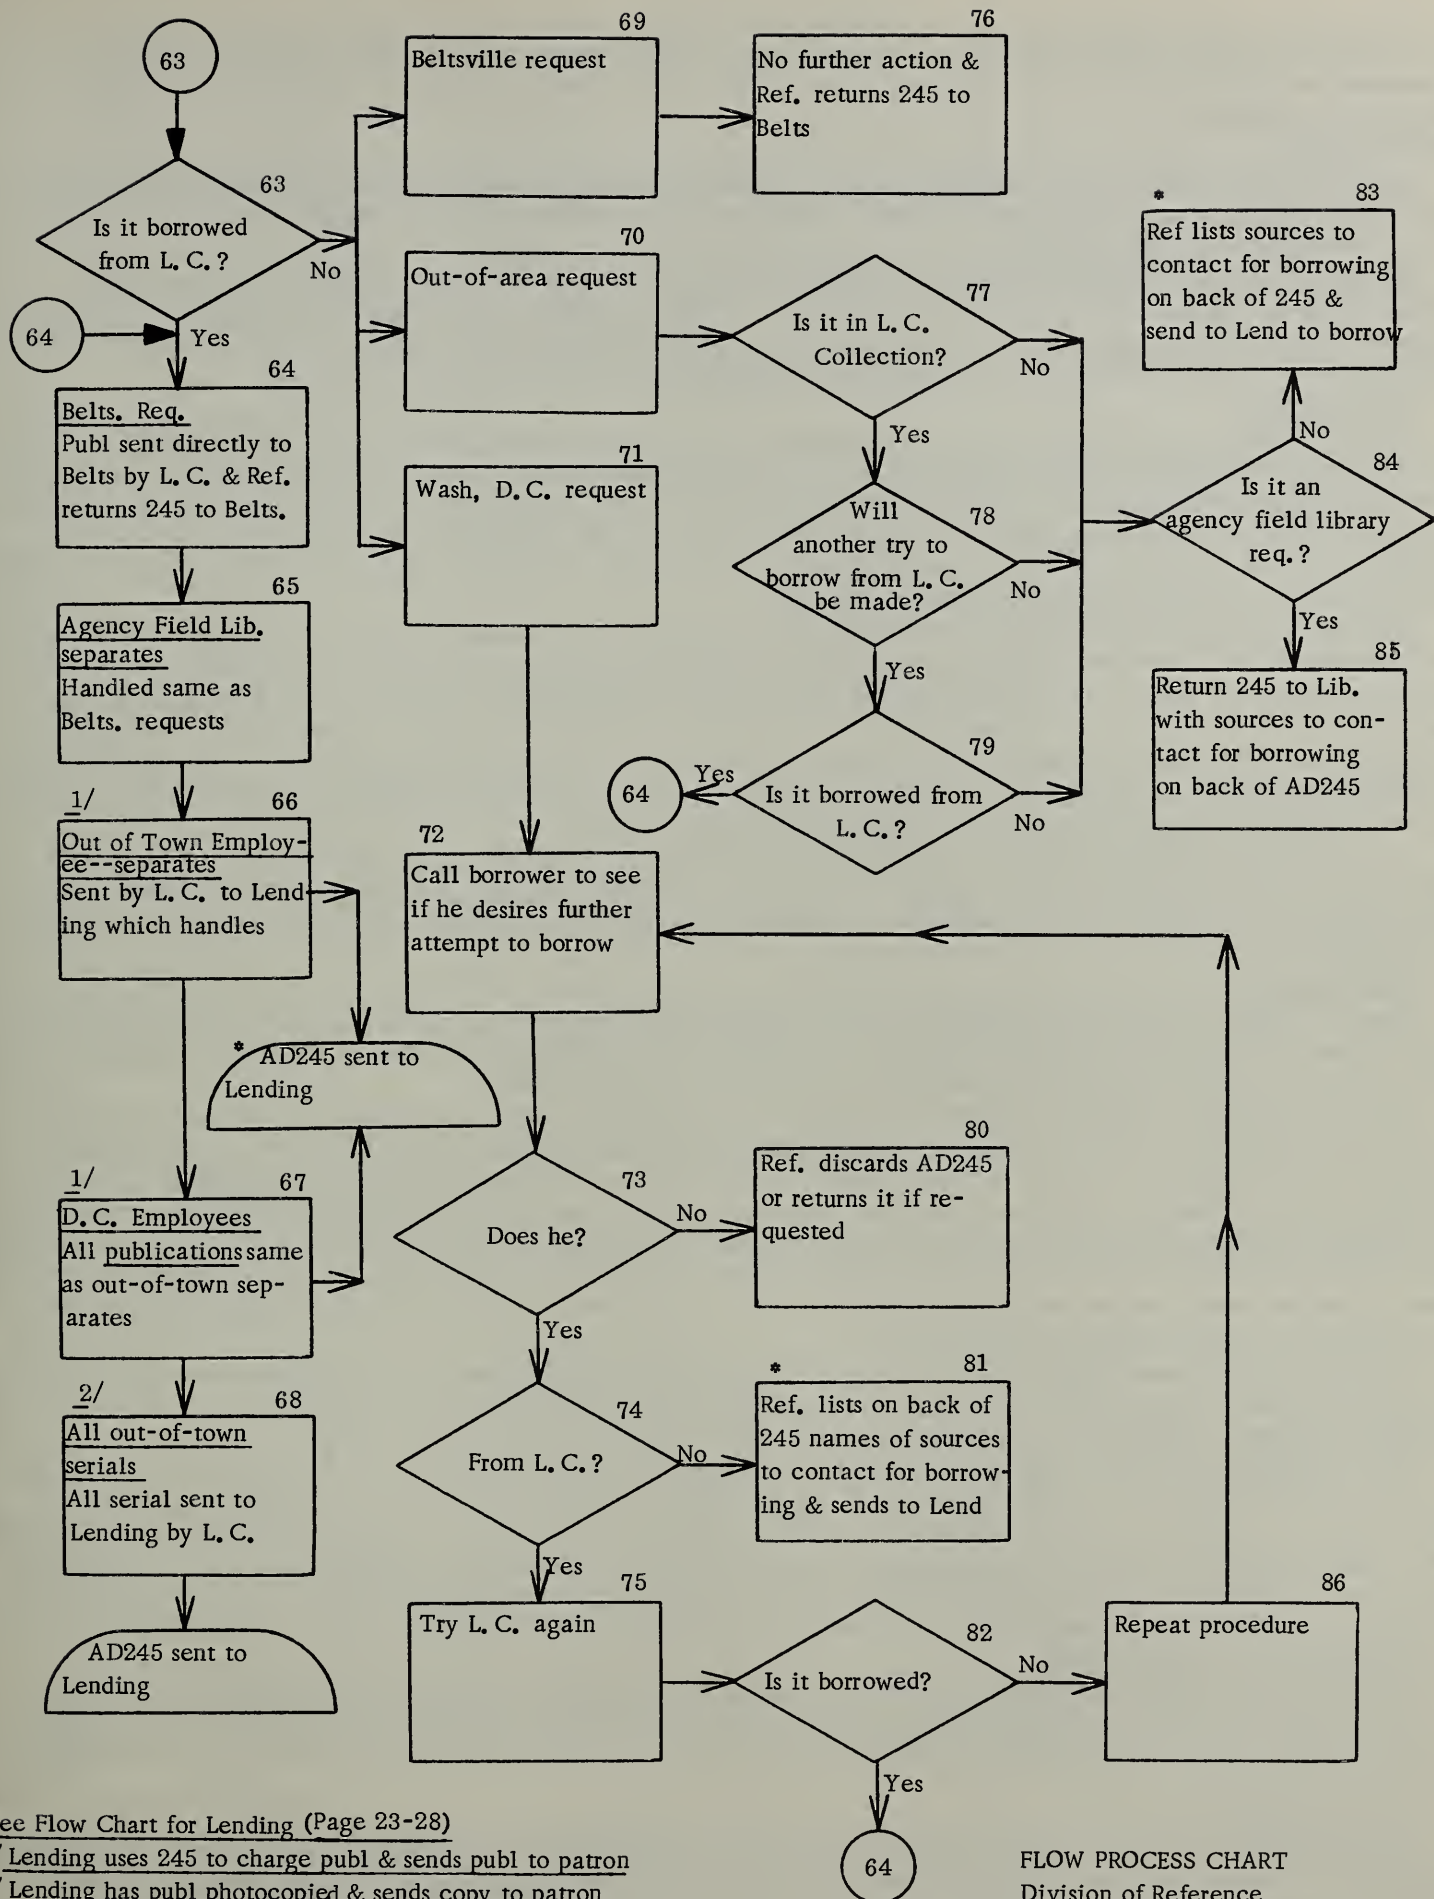 63
63
Is it borrowed
from L. C. ?
No
64
Yes
64
Belts. Req.
Publ sent directly to
Belts by L. C. & Ref.
returns 245 to Belts.
65
Agency Field Lib.
separates
Handled same as
Belts. requests
1/
66
Out of Town Employ-
ee--separates
Sent by L. C. to Lend
ing which handles
* AD245 sent to
Lending
1/
67
D. C. Employees
All publications same
as out-of-town sep-
arates
2/
68
All out-of-town
serials
All serial sent to
Lending by L. C.
AD245 sent to
Lending
69
Beltsville request
76
No further action &
Ref. returns 245 to
Belts
70
Out-of-area request
71
Wash, D. C. request
77
Is it in L. C.
Collection?
No
Yes
78
Will
another try to
borrow from L. C.
be made?
No
Yes
79
Is it borrowed from
L. C. ?
Yes
64
No
* 83
Ref lists sources to
contact for borrowing
on back of 245 &
send to Lend to borrow
No
84
Is it an
agency field library
req. ?
Yes
85
Return 245 to Lib.
with sources to con-
tact for borrowing
on back of AD245
72
Call borrower to see
if he desires further
attempt to borrow
73
Does he?
No
80
Ref. discards AD245
or returns it if re-
quested
Yes
74
From L. C. ?
No
* 81
Ref. lists on back of
245 names of sources
to contact for borrow-
ing & sends to Lend
Yes
75
Try L. C. again
82
Is it borrowed?
No
86
Repeat procedure
Yes
64
ee Flow Chart for Lending (Page 23-28)
/ Lending uses 245 to charge publ & sends publ to patron
/ Lending has publ photocopied & sends copy to patron
FLOW PROCESS CHART
Division of Reference